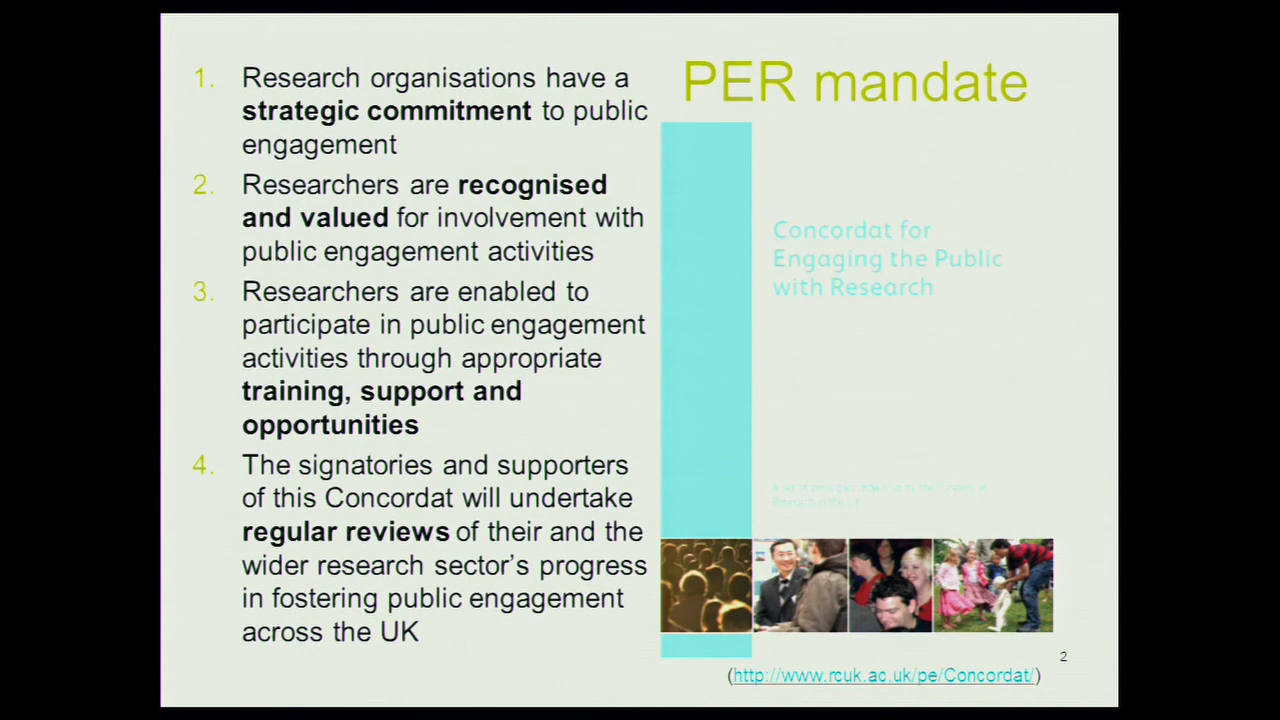 PER mandate
1. Research organisations have a
strategic commitment to public
engagement
2. Researchers are recognised
and valued for involvement with
public engagement activities
3. Researchers are enabled to
participate in public engagement
activities through appropriate
training, support and
opportunities
4. The signatories and supporters
of this Concordat will undertake
regular reviews of their and the
wider research sector's progress
in fostering public engagement
across the UK
Concordat for
Engaging the Public
with Research
Research in the UK
2
(http://www.rcuk.ac.uk/pe/Concordat/)